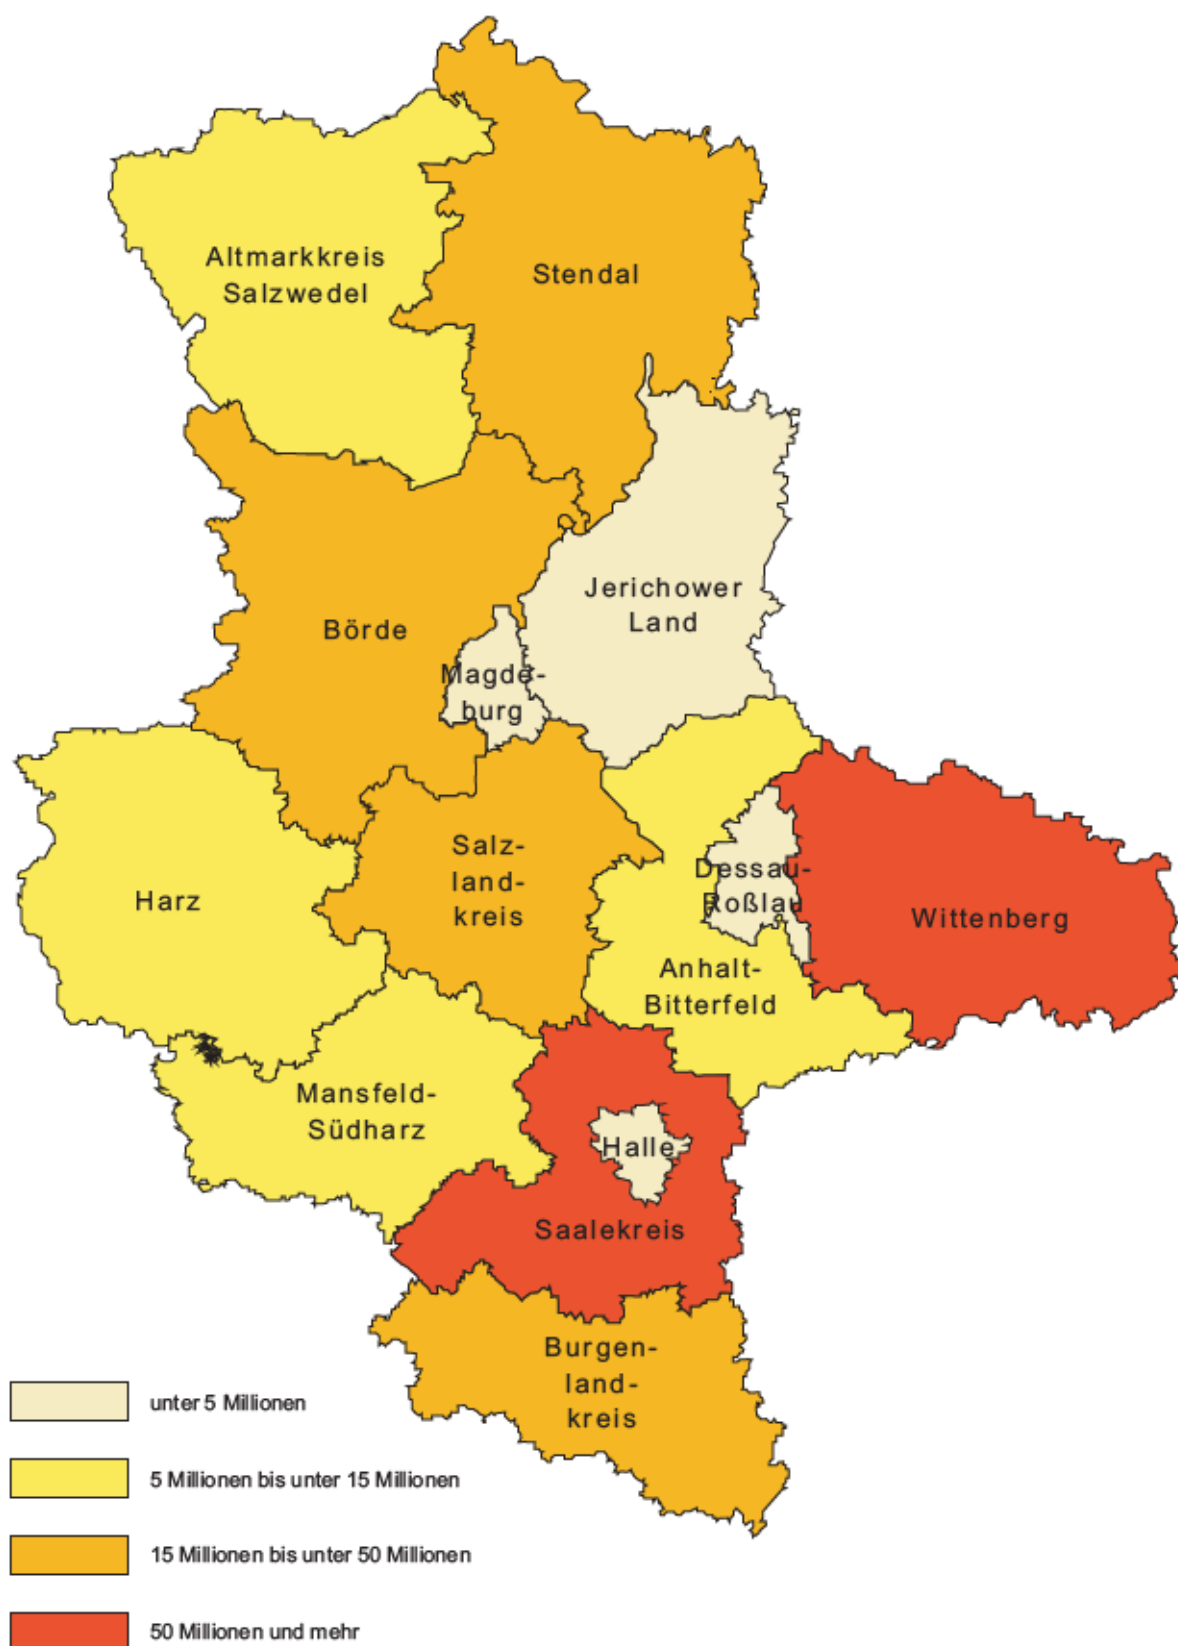 Altmarkkreis
Salzwedel
Stendal
Jerichower
Land
Börde
Magde-
burg
Salz-
land-
kreis
Harz
Dessau-
Roßlau
Wittenberg
Anhalt-
Bitterfeld
Mansfeld-
Südharz
Halle
Saalekreis
Burgen-
land-
kreis
unter 5 Millionen
5 Millionen bis unter 15 Millionen
15 Millionen bis unter 50 Millionen
50 Millionen und mehr